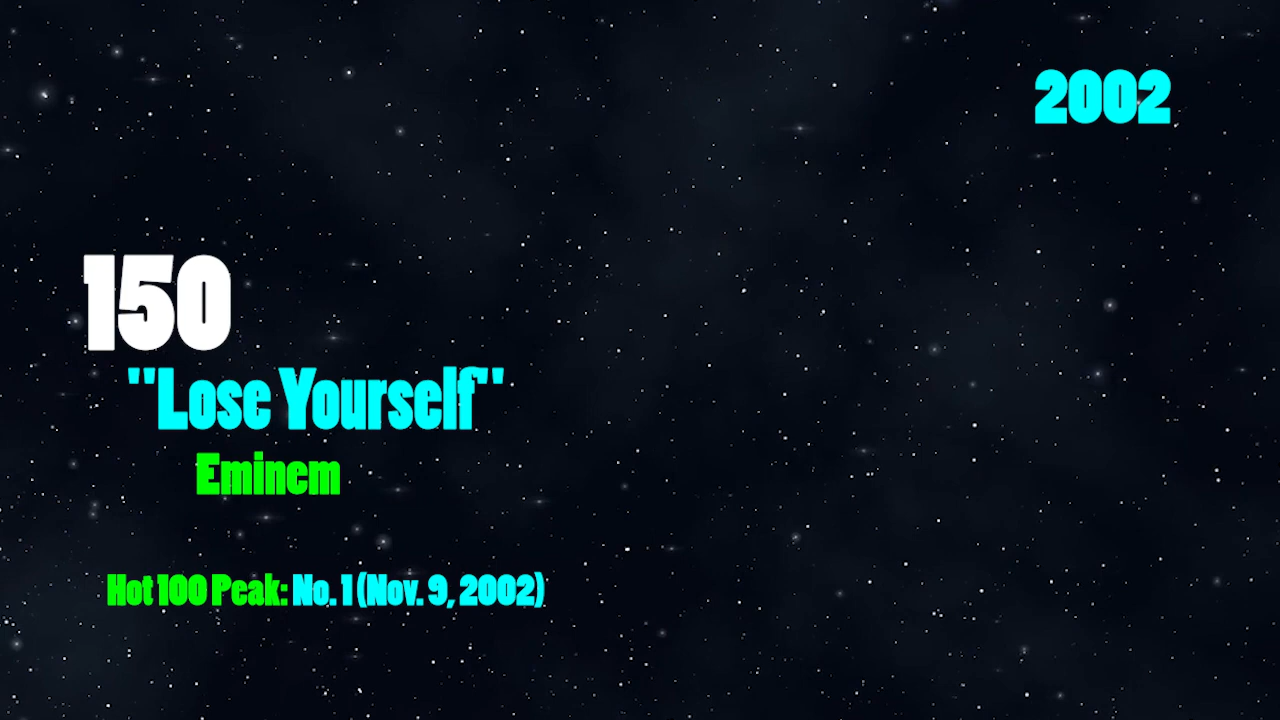 2002
150
"Lose Yourself"
Eminem
Hot 100 Peak: No. 1 (Nov. 9, 2002)